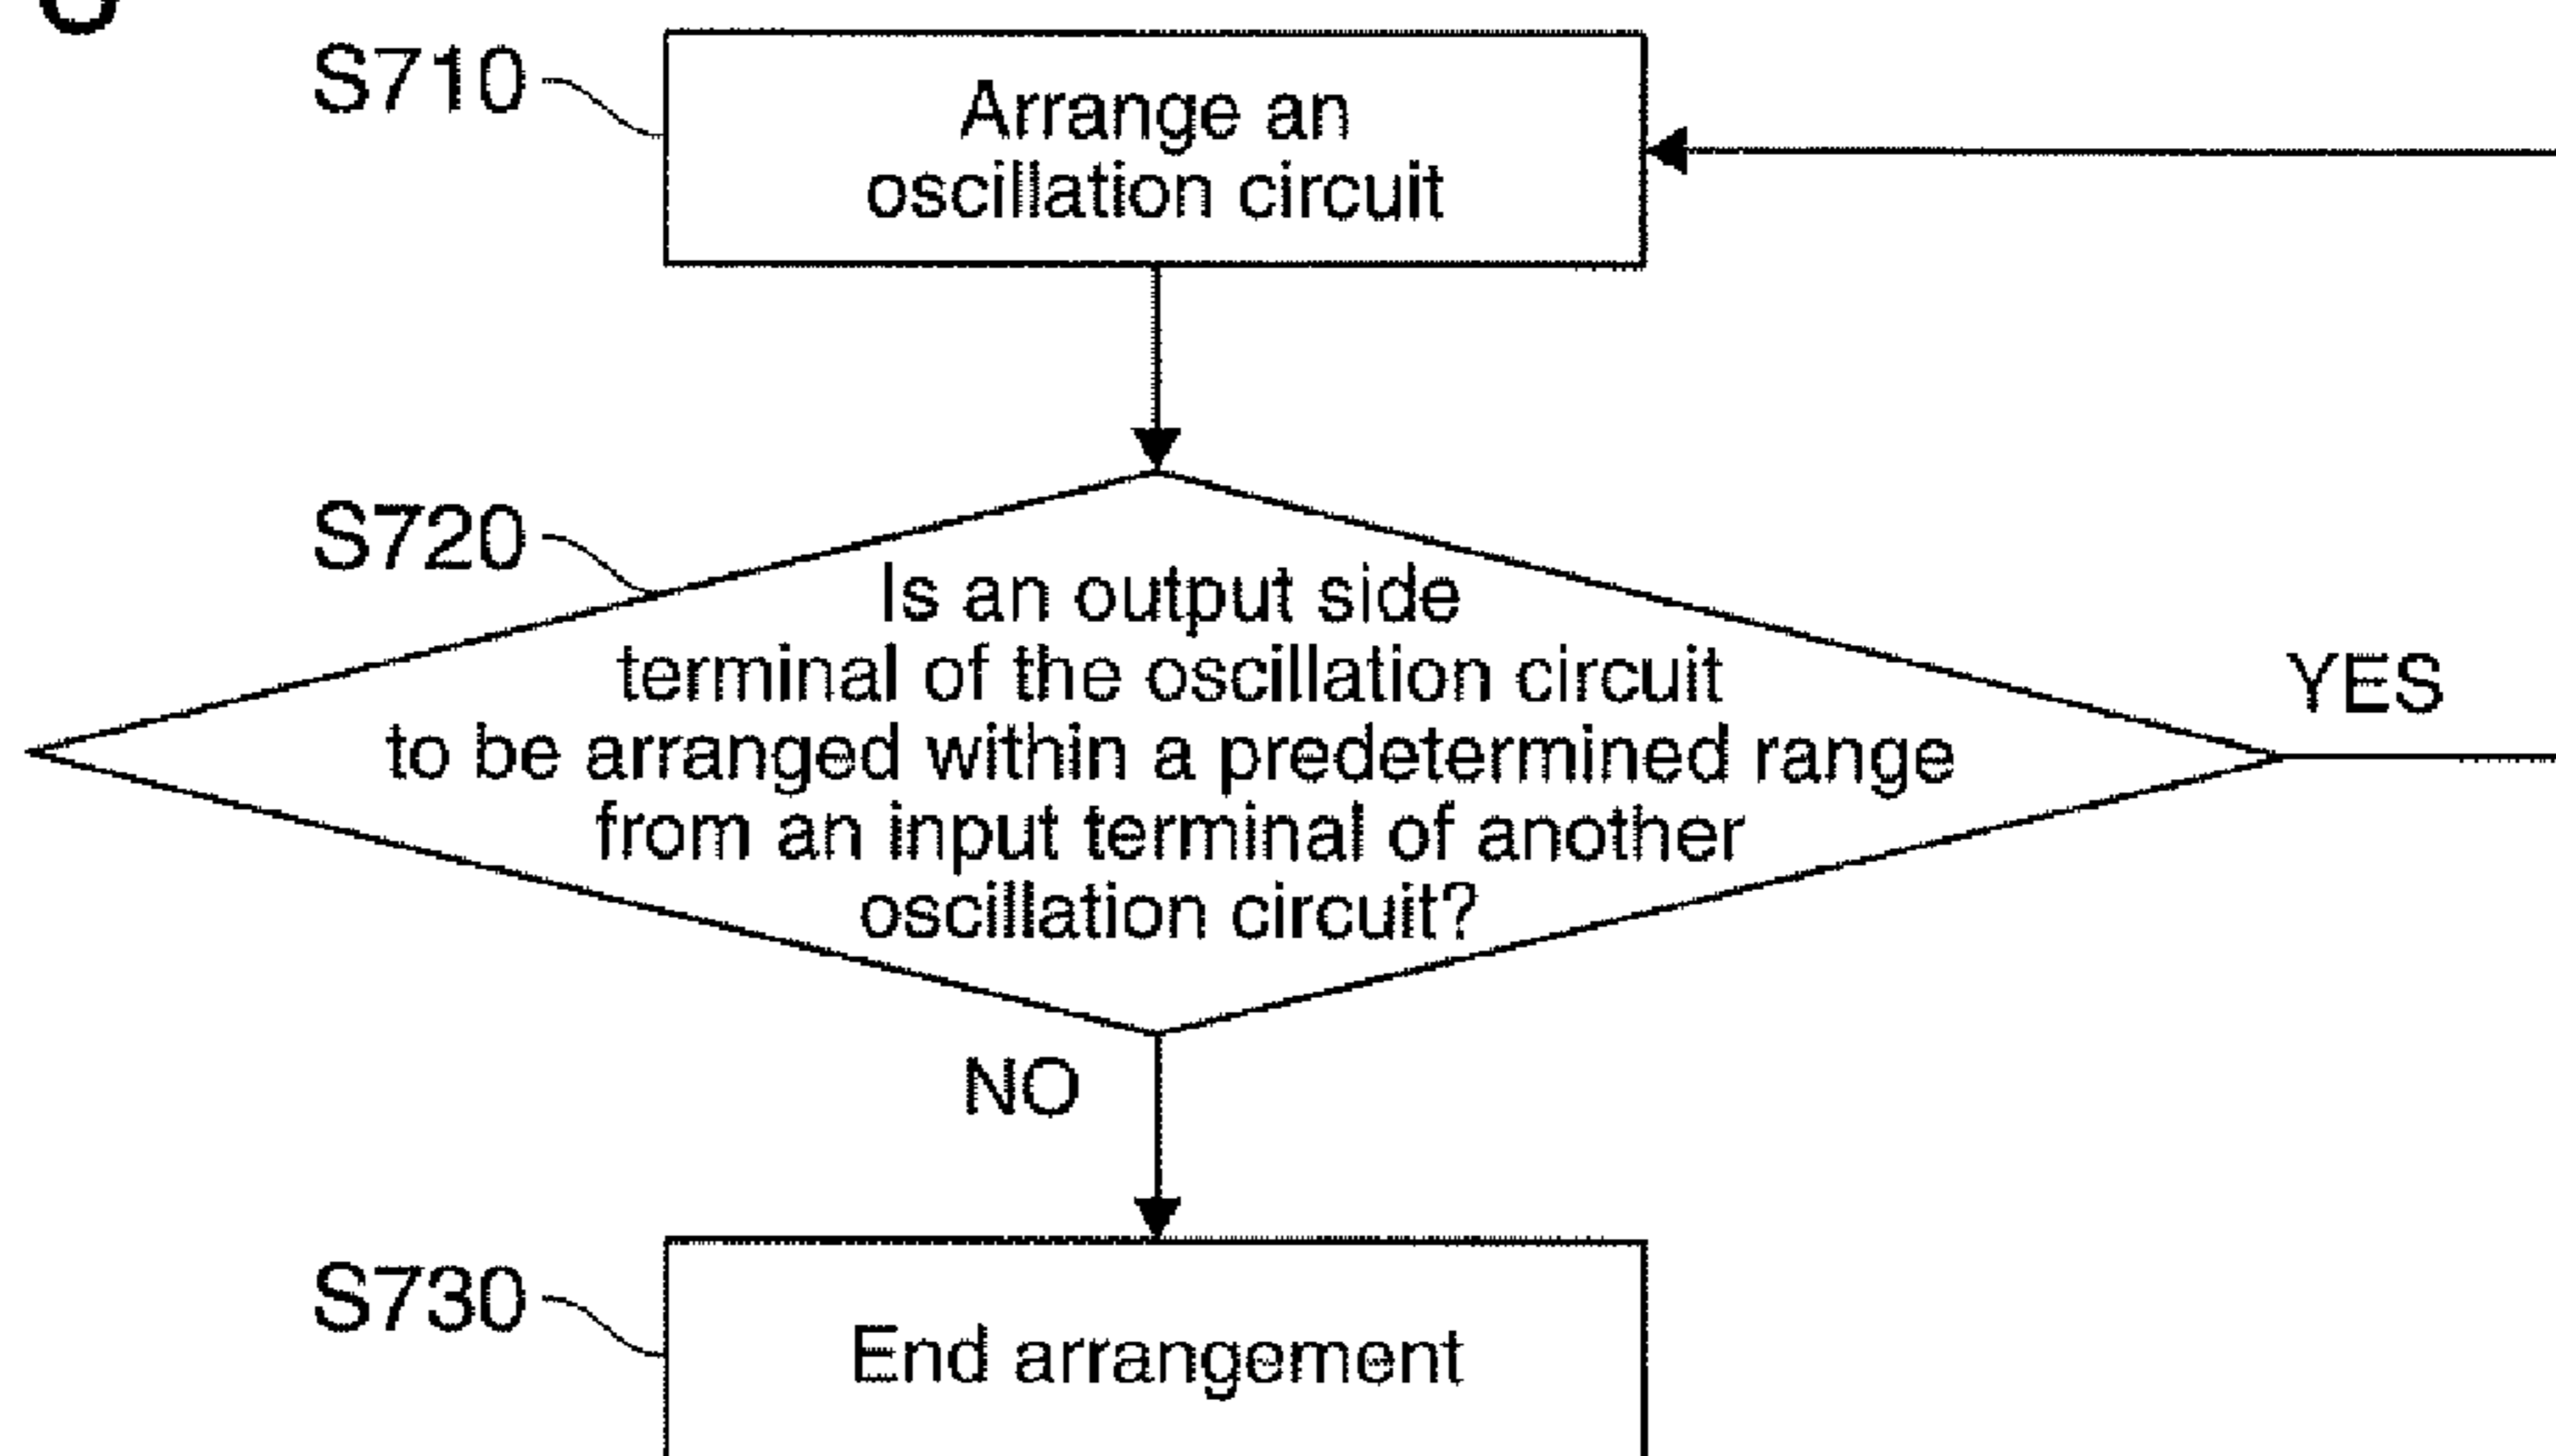 S710
Arrange an
oscillation circuit
S720
Is an output side
terminal of the oscillation circuit
to be arranged within a predetermined range
from an input terminal of another
oscillation circuit?
YES
NO
S730
End arrangement